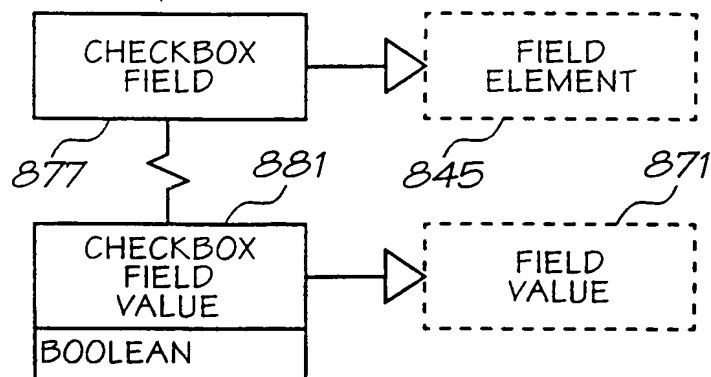 CHECKBOX
FIELD
FIELD
ELEMENT
877
881
845
871
CHECKBOX
FIELD
VALUE
FIELD
VALUE
BOOLEAN